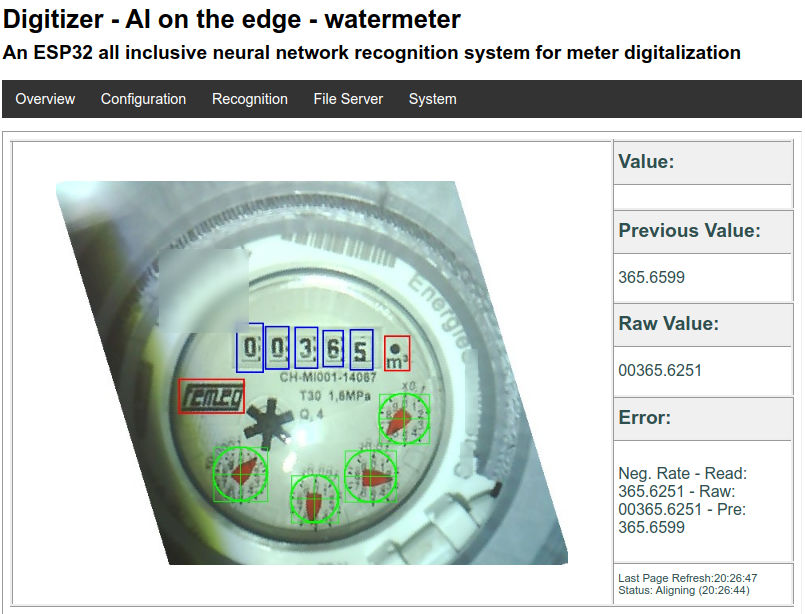 Digitizer - AI on the edge - watermeter
An ESP32 all inclusive neural network recognition system for meter digitalization
Overview Configuration Recognition File Server System
Value:
Previous Value:
365.6599
Raw Value:
00365.6251
Error:
Neg. Rate - Read:
365.6251 - Raw:
00365.6251 - Pre:
365.6599
Last Page Refresh:20:26:47
Status: Aligning (20:26:44)
Energie
0 0 3 6 5 m³
CH-MI001-14067
T30 1,6MPa
Q, 4
x0,1